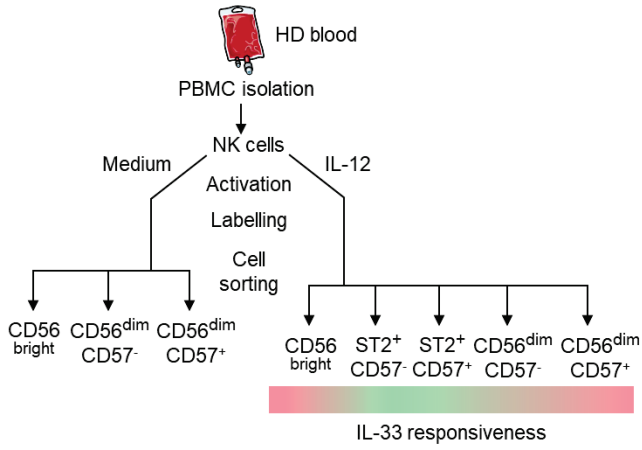 HD blood
PBMC isolation
NK cells
Medium
IL-12
Activation
Labelling
Cell
sorting
CD56
bright
CD56dim
CD57-
CD56dim
CD57+
CD56
bright
ST2+
CD57-
ST2+
CD57+
CD56dim
CD57-
CD56dim
CD57+
IL-33 responsiveness